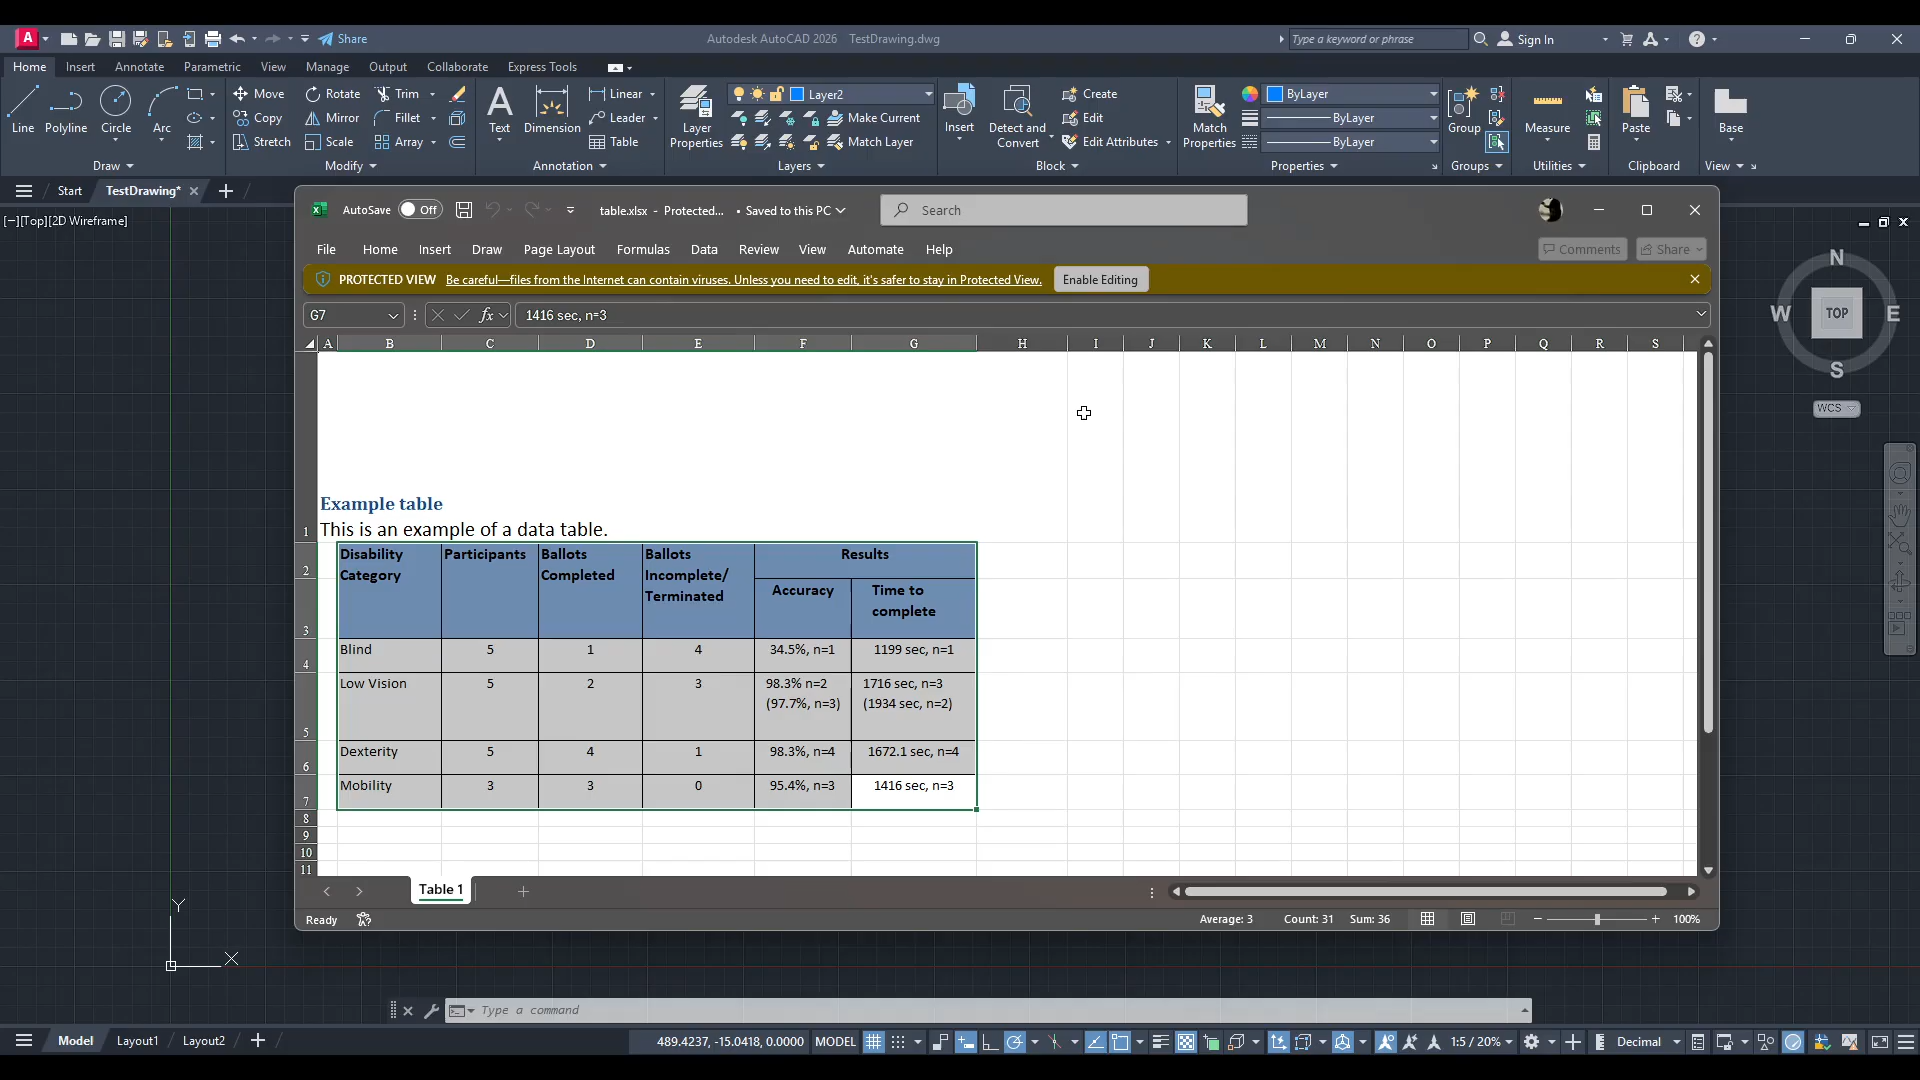 A Share Autodesk AutoCAD 2026 TestDrawing.dwg Type a keyword or phrase Sign In
Home Insert Annotate Parametric View Manage Output Collaborate Express Tools
Line Polyline Circle Arc
Move Rotate Trim
Copy Mirror Fillet
Stretch Scale Array
Text Dimension
Linear
Leader
Table
Layer Properties
Layer2
Make Current
Match Layer
Insert
Detect and Convert
Create
Edit
Edit Attributes
Match Properties
ByLayer
ByLayer
ByLayer
Group Measure Paste Base
Draw Modify Annotation Layers Block Properties Groups Utilities Clipboard View
Start TestDrawing*
[−][Top][2D Wireframe]
AutoSave Off table.xlsx - Protected... • Saved to this PC Search
File Home Insert Draw Page Layout Formulas Data Review View Automate Help Comments Share
PROTECTED VIEW Be careful—files from the Internet can contain viruses. Unless you need to edit, it's safer to stay in Protected View. Enable Editing
G7 fx 1416 sec, n=3
A B C D E F G H I J K L M N O P Q R S
Example table
1 This is an example of a data table.
2 Disability Category Participants Ballots Completed Ballots Incomplete/ Terminated Results
3 Accuracy Time to complete
4 Blind 5 1 4 34.5%, n=1 1199 sec, n=1
5 Low Vision 5 2 3 98.3% n=2 (97.7%, n=3) 1716 sec, n=3 (1934 sec, n=2)
6 Dexterity 5 4 1 98.3%, n=4 1672.1 sec, n=4
7 Mobility 3 3 0 95.4%, n=3 1416 sec, n=3
8
9
10
11
Table 1
Ready Average: 3 Count: 31 Sum: 36 100%
N
W TOP E
S
WCS
Y
X
Type a command
Model Layout1 Layout2 489.4237, -15.0418, 0.0000 MODEL 1:5 / 20% Decimal